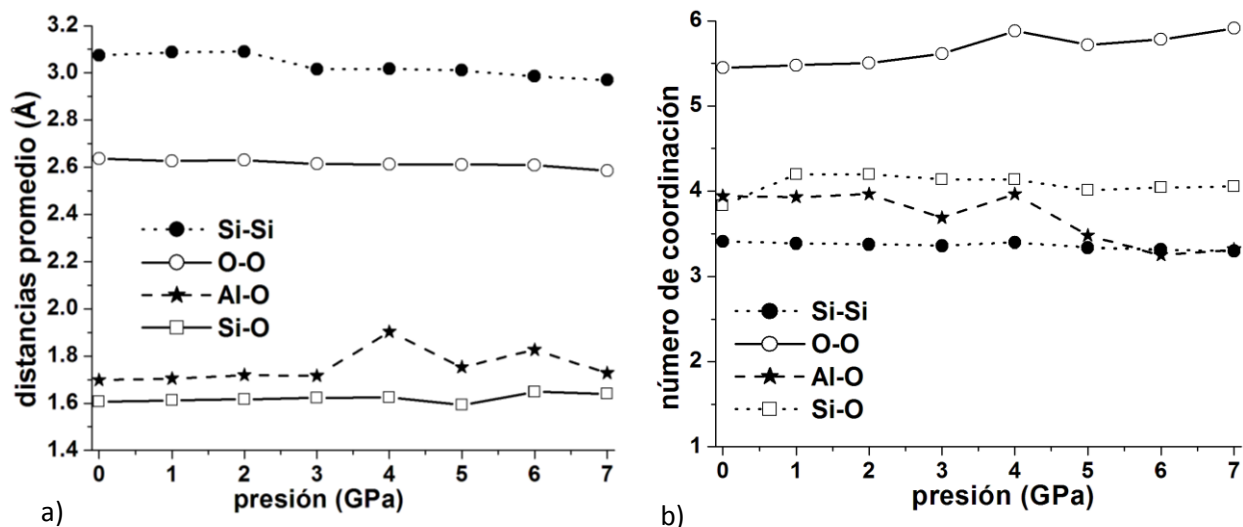 distancias promedio (Å)
3.2
3.0
2.8
2.6
2.4
2.2
2.0
1.8
1.6
1.4
Si-Si
O-O
Al-O
Si-O
0 1 2 3 4 5 6 7
presión (GPa)
a)
número de coordinación
6
5
4
3
2
1
Si-Si
O-O
Al-O
Si-O
0 1 2 3 4 5 6 7
presión (GPa)
b)